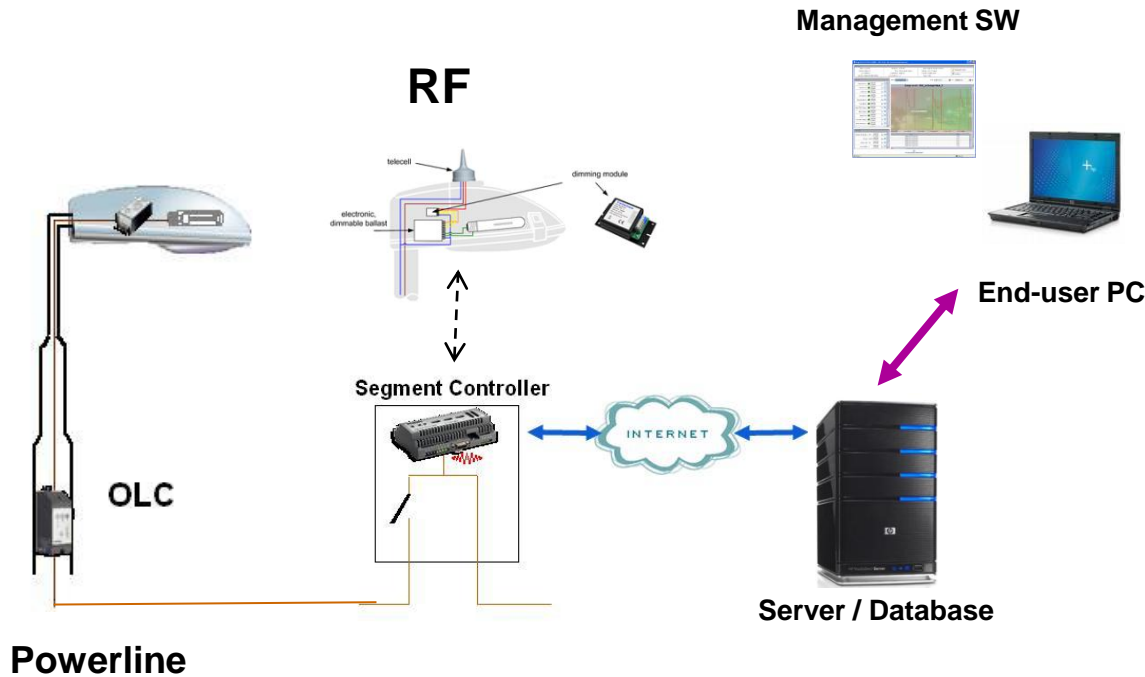 Management SW
RF
telecell
dimming module
electronic,
dimmable ballast
End-user PC
Segment Controller
INTERNET
OLC
hp
Server / Database
Powerline